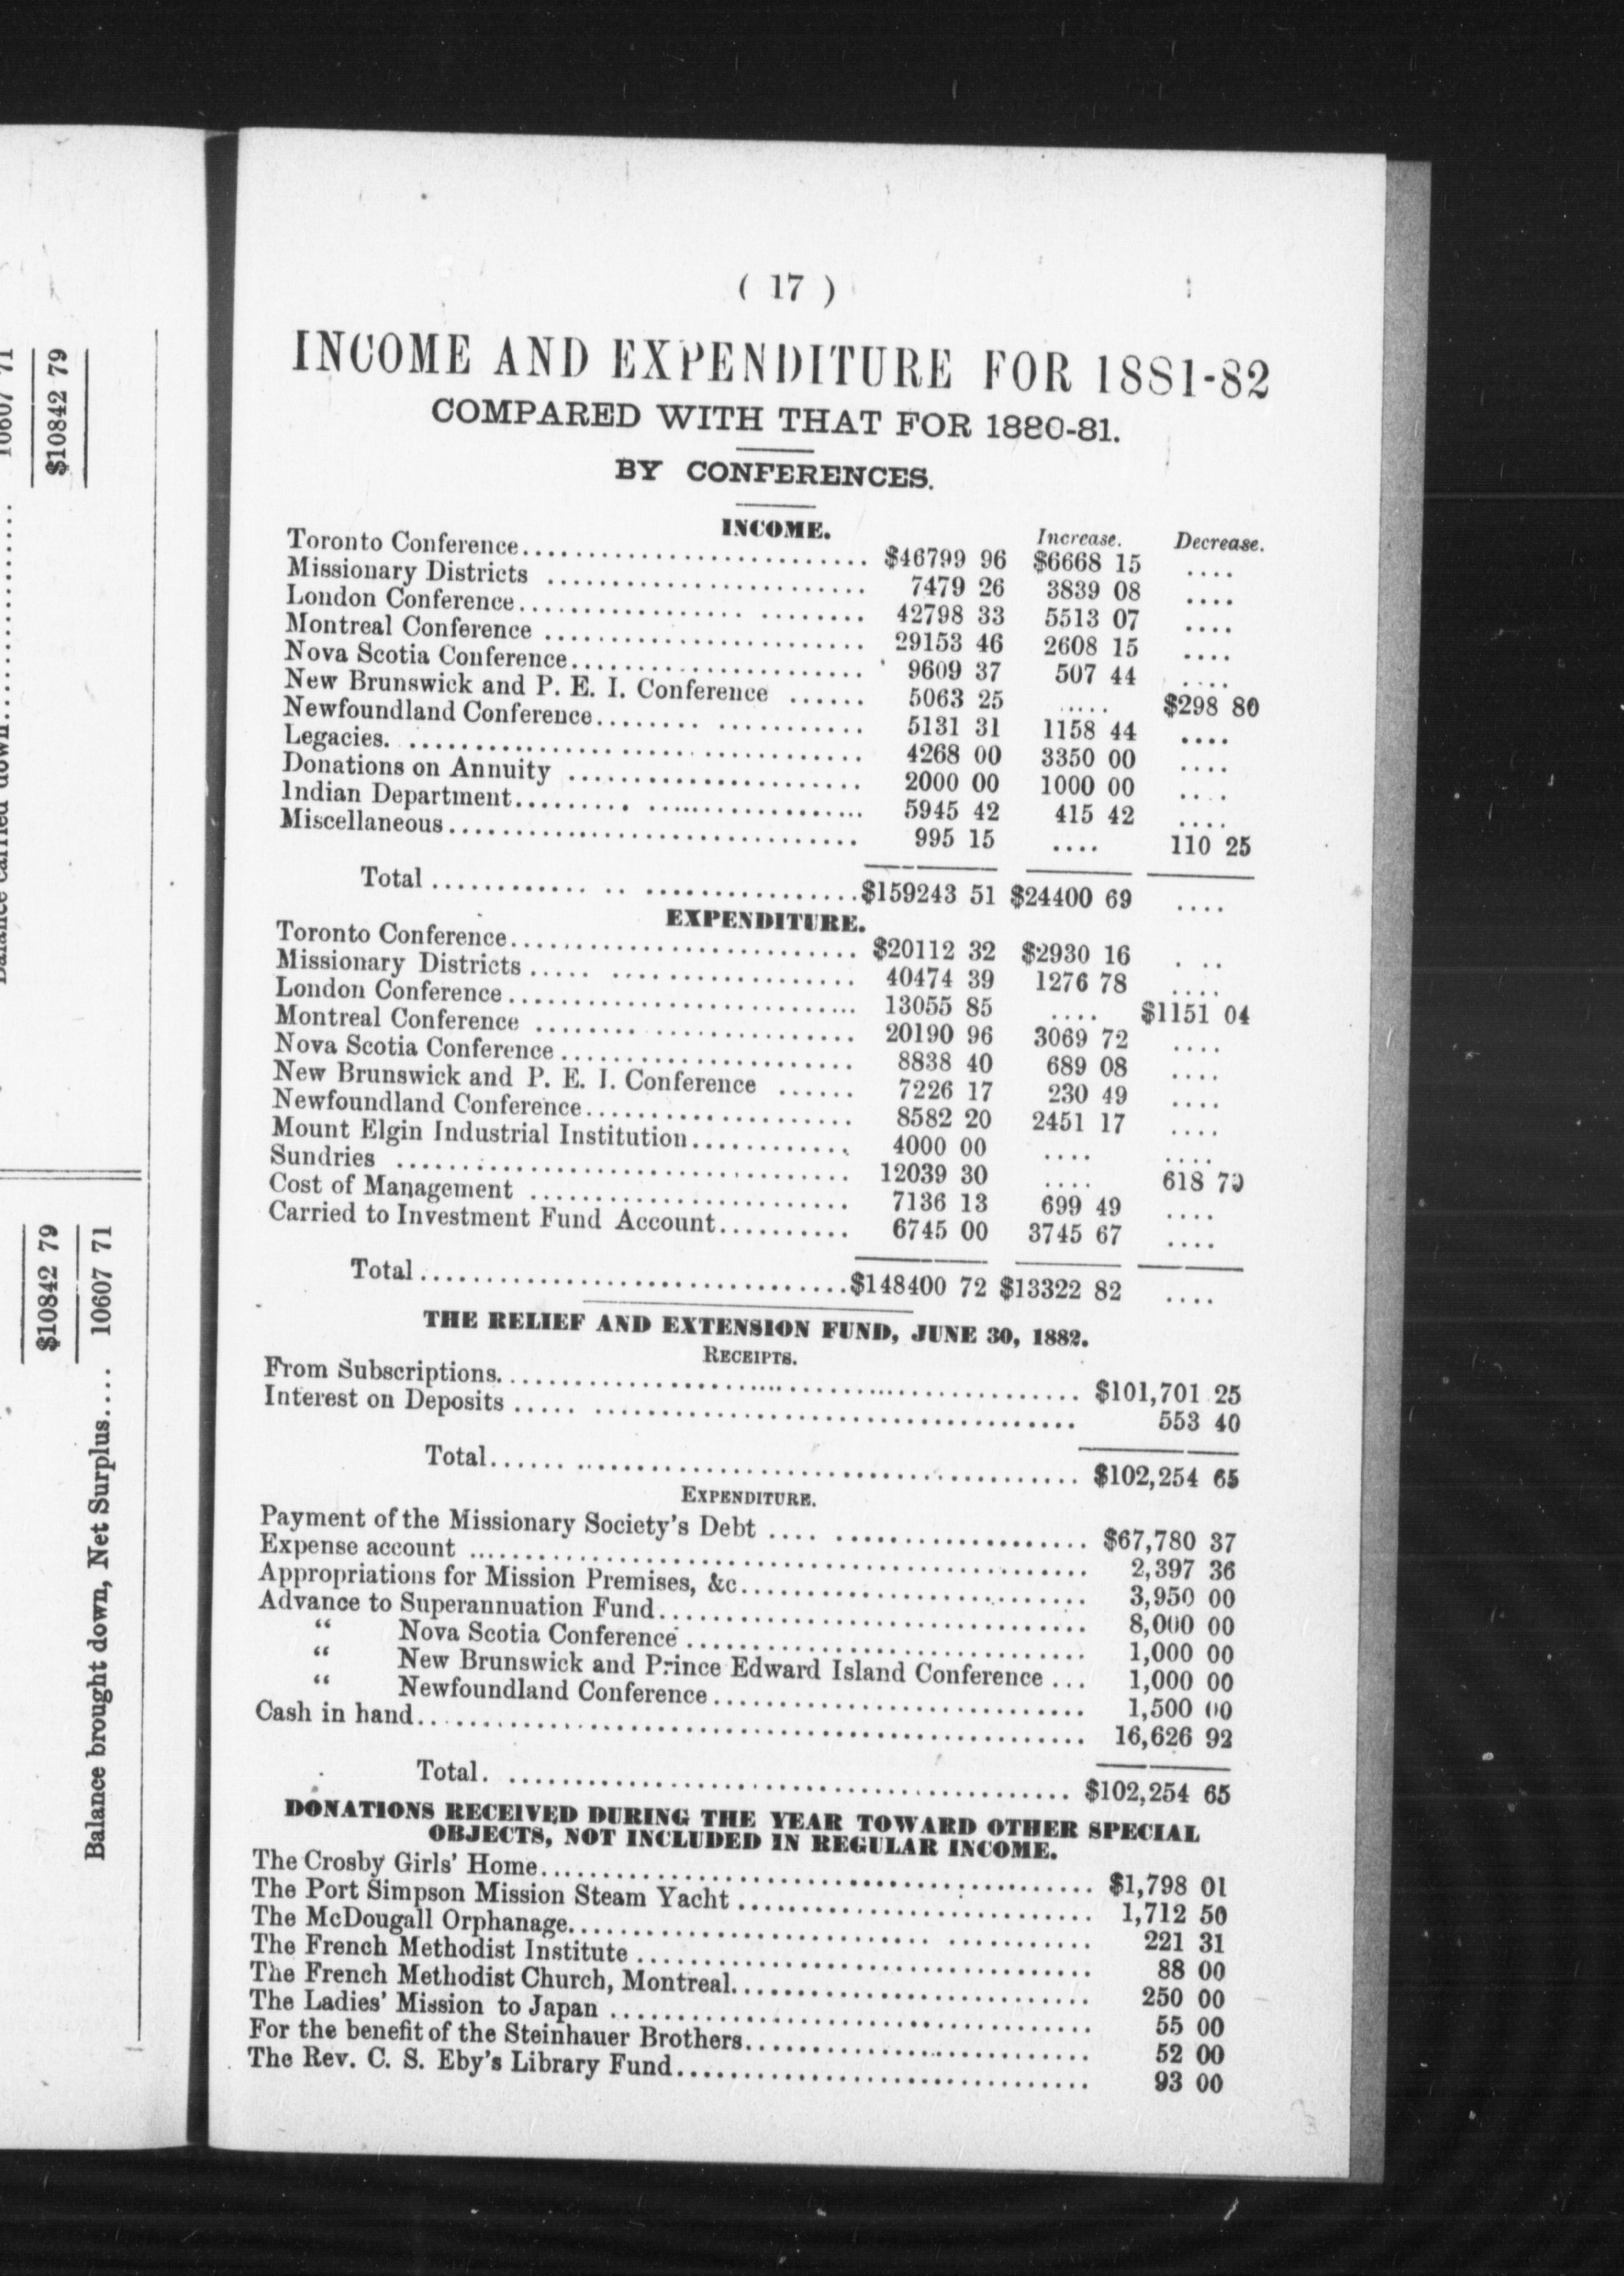 ( 17 )
INCOME AND EXPENDITURE FOR 1881-82
COMPARED WITH THAT FOR 1880-81.
BY CONFERENCES.
INCOME. Increase. Decrease.
Toronto Conference........ $46799 96 $6668 15 ....
Missionary Districts ........ 7479 26 3839 08 ....
London Conference........ 42798 33 5513 07 ....
Montreal Conference ........ 29153 46 2608 15 ....
Nova Scotia Conference........ 9609 37 507 44 ....
New Brunswick and P. E. I. Conference ...... 5063 25 ..... $298 80
Newfoundland Conference........ 5131 31 1158 44 ....
Legacies. ........ 4268 00 3350 00 ....
Donations on Annuity ........ 2000 00 1000 00 ....
Indian Department........ 5945 42 415 42 ....
Miscellaneous........ 995 15 .... 110 25
Total ........ $159243 51 $24400 69 ....
EXPENDITURE.
Toronto Conference........ $20112 32 $2930 16 . ..
Missionary Districts ........ 40474 39 1276 78 ....
London Conference ........ 13055 85 .... $1151 04
Montreal Conference ........ 20190 96 3069 72 ....
Nova Scotia Conference ........ 8838 40 689 08 ....
New Brunswick and P. E. I. Conference ...... 7226 17 230 49 ....
Newfoundland Conference........ 8582 20 2451 17 ....
Mount Elgin Industrial Institution........ 4000 00 .... ....
Sundries ........ 12039 30 .... 618 70
Cost of Management ........ 7136 13 699 49 ....
Carried to Investment Fund Account........ 6745 00 3745 67 ....
Total ........ $148400 72 $13322 82 ....
THE RELIEF AND EXTENSION FUND, JUNE 30, 1882.
RECEIPTS.
From Subscriptions........ $101,701 25
Interest on Deposits ........ 553 40
Total........ $102,254 65
EXPENDITURE.
Payment of the Missionary Society's Debt ........ $67,780 37
Expense account ........ 2,397 36
Appropriations for Mission Premises, &c........ 3,950 00
Advance to Superannuation Fund........ 8,000 00
“ Nova Scotia Conference ........ 1,000 00
“ New Brunswick and Prince Edward Island Conference ... 1,000 00
“ Newfoundland Conference ........ 1,500 00
Cash in hand........ 16,626 92
Total. ........ $102,254 65
DONATIONS RECEIVED DURING THE YEAR TOWARD OTHER SPECIAL
OBJECTS, NOT INCLUDED IN REGULAR INCOME.
The Crosby Girls' Home........ $1,798 01
The Port Simpson Mission Steam Yacht ........ 1,712 50
The McDougall Orphanage........ 221 31
The French Methodist Institute ........ 88 00
The French Methodist Church, Montreal........ 250 00
The Ladies' Mission to Japan ........ 55 00
For the benefit of the Steinhauer Brothers........ 52 00
The Rev. C. S. Eby's Library Fund........ 93 00
10607 71
$10842 79
carried down........
$10842 79
Balance brought down, Net Surplus.... 10607 71